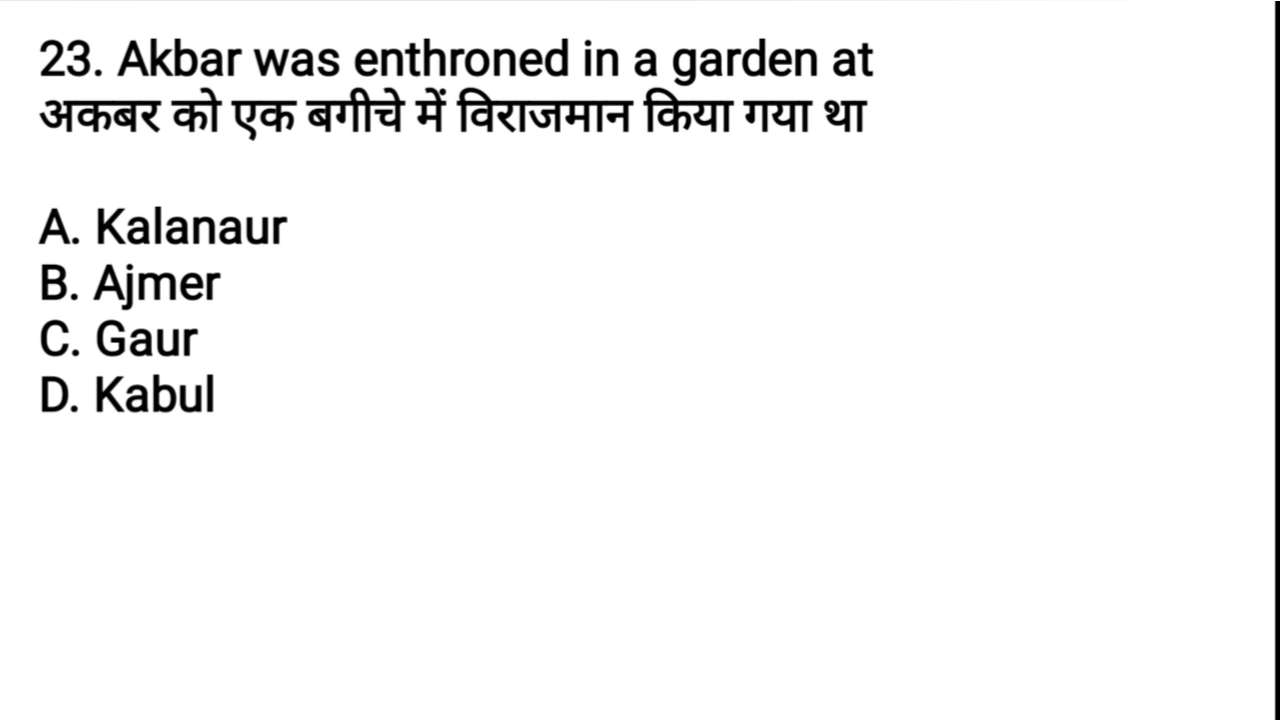 23. Akbar was enthroned in a garden at
अकबर को एक बगीचे में विराजमान किया गया था
A. Kalanaur
B. Ajmer
C. Gaur
D. Kabul